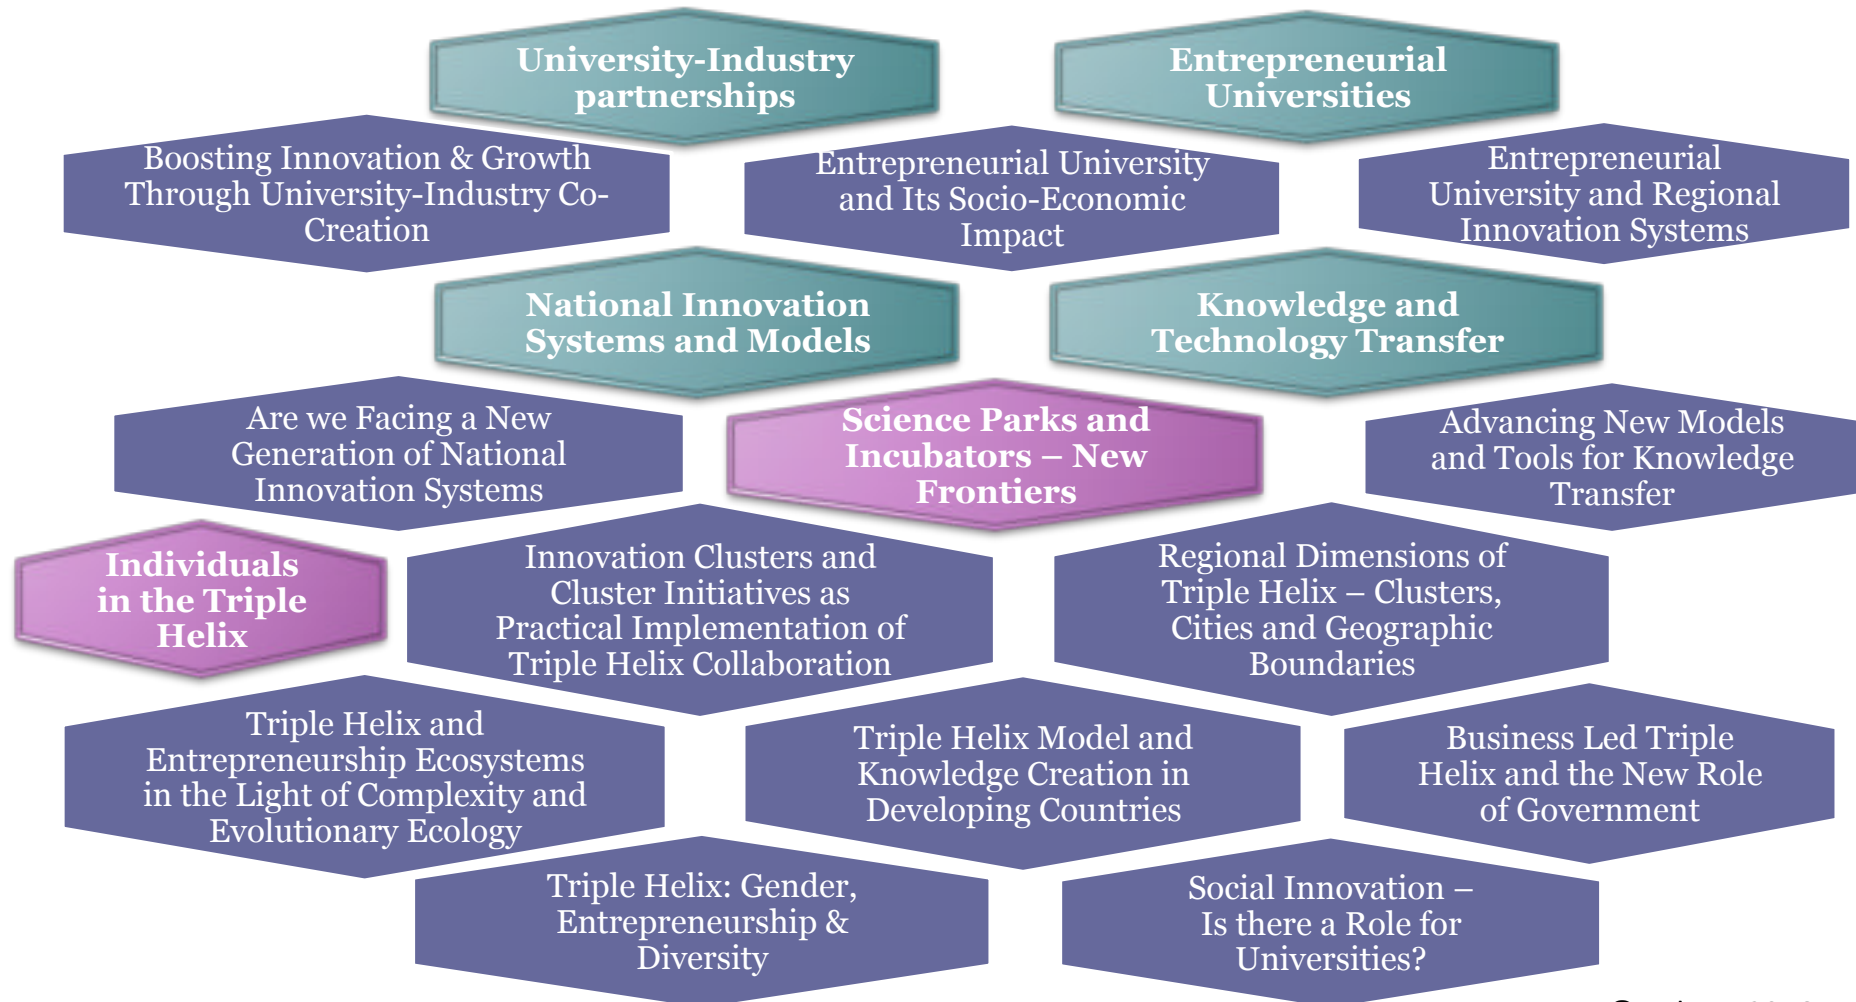 University-Industry
partnerships
Entrepreneurial
Universities
Boosting Innovation & Growth
Through University-Industry Co-
Creation
Entrepreneurial University
and Its Socio-Economic
Impact
Entrepreneurial
University and Regional
Innovation Systems
National Innovation
Systems and Models
Knowledge and
Technology Transfer
Are we Facing a New
Generation of National
Innovation Systems
Science Parks and
Incubators – New
Frontiers
Advancing New Models
and Tools for Knowledge
Transfer
Individuals
in the Triple
Helix
Innovation Clusters and
Cluster Initiatives as
Practical Implementation of
Triple Helix Collaboration
Regional Dimensions of
Triple Helix – Clusters,
Cities and Geographic
Boundaries
Triple Helix and
Entrepreneurship Ecosystems
in the Light of Complexity and
Evolutionary Ecology
Triple Helix Model and
Knowledge Creation in
Developing Countries
Business Led Triple
Helix and the New Role
of Government
Triple Helix: Gender,
Entrepreneurship &
Diversity
Social Innovation –
Is there a Role for
Universities?